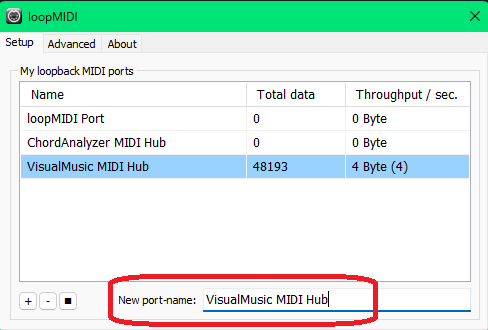 loopMIDI
Setup Advanced About
My loopback MIDI ports
Name Total data Throughput / sec.
loopMIDI Port 0 0 Byte
ChordAnalyzer MIDI Hub 0 0 Byte
VisualMusic MIDI Hub 48193 4 Byte (4)
+ - ■ New port-name: VisualMusic MIDI Hub